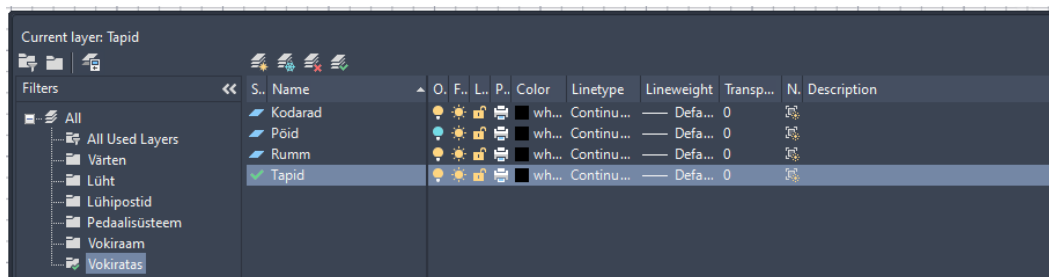 Current layer: Tapid
Filters
All
All Used Layers
Värten
Lüht
Lühipostid
Pedaalisüsteem
Vokiraam
Vokiratas
S.. Name O. F.. L.. P.. Color Linetype Lineweight Transp... N. Description
Kodarad wh... Continu... Defa... 0
Pöid wh... Continu... Defa... 0
Rumm wh... Continu... Defa... 0
Tapid wh... Continu... Defa... 0